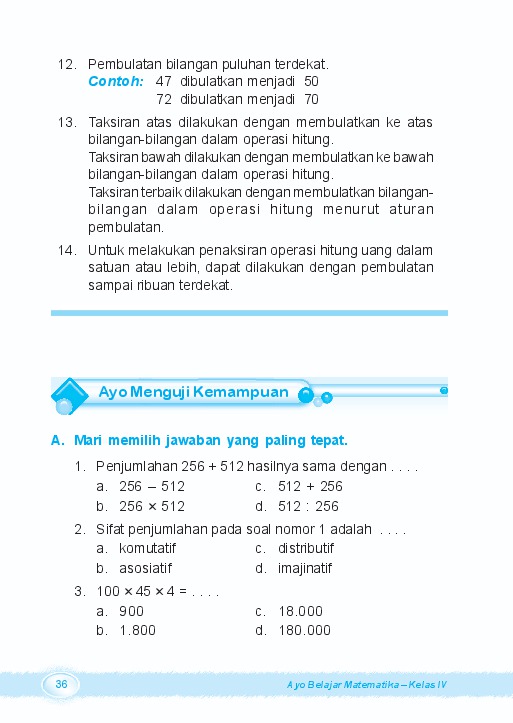 12. Pembulatan bilangan puluhan terdekat.
Contoh: 47 dibulatkan menjadi 50
72 dibulatkan menjadi 70
13. Taksiran atas dilakukan dengan membulatkan ke atas
bilangan-bilangan dalam operasi hitung.
Taksiran bawah dilakukan dengan membulatkan ke bawah
bilangan-bilangan dalam operasi hitung.
Taksiran terbaik dilakukan dengan membulatkan bilangan-
bilangan dalam operasi hitung menurut aturan
pembulatan.
14. Untuk melakukan penaksiran operasi hitung uang dalam
satuan atau lebih, dapat dilakukan dengan pembulatan
sampai ribuan terdekat.
Ayo Menguji Kemampuan
A. Mari memilih jawaban yang paling tepat.
1. Penjumlahan 256 + 512 hasilnya sama dengan . . . .
a. 256 – 512 c. 512 + 256
b. 256 × 512 d. 512 : 256
2. Sifat penjumlahan pada soal nomor 1 adalah . . . .
a. komutatif c. distributif
b. asosiatif d. imajinatif
3. 100 × 45 × 4 = . . . .
a. 900 c. 18.000
b. 1.800 d. 180.000
36 Ayo Belajar Matematika – Kelas IV